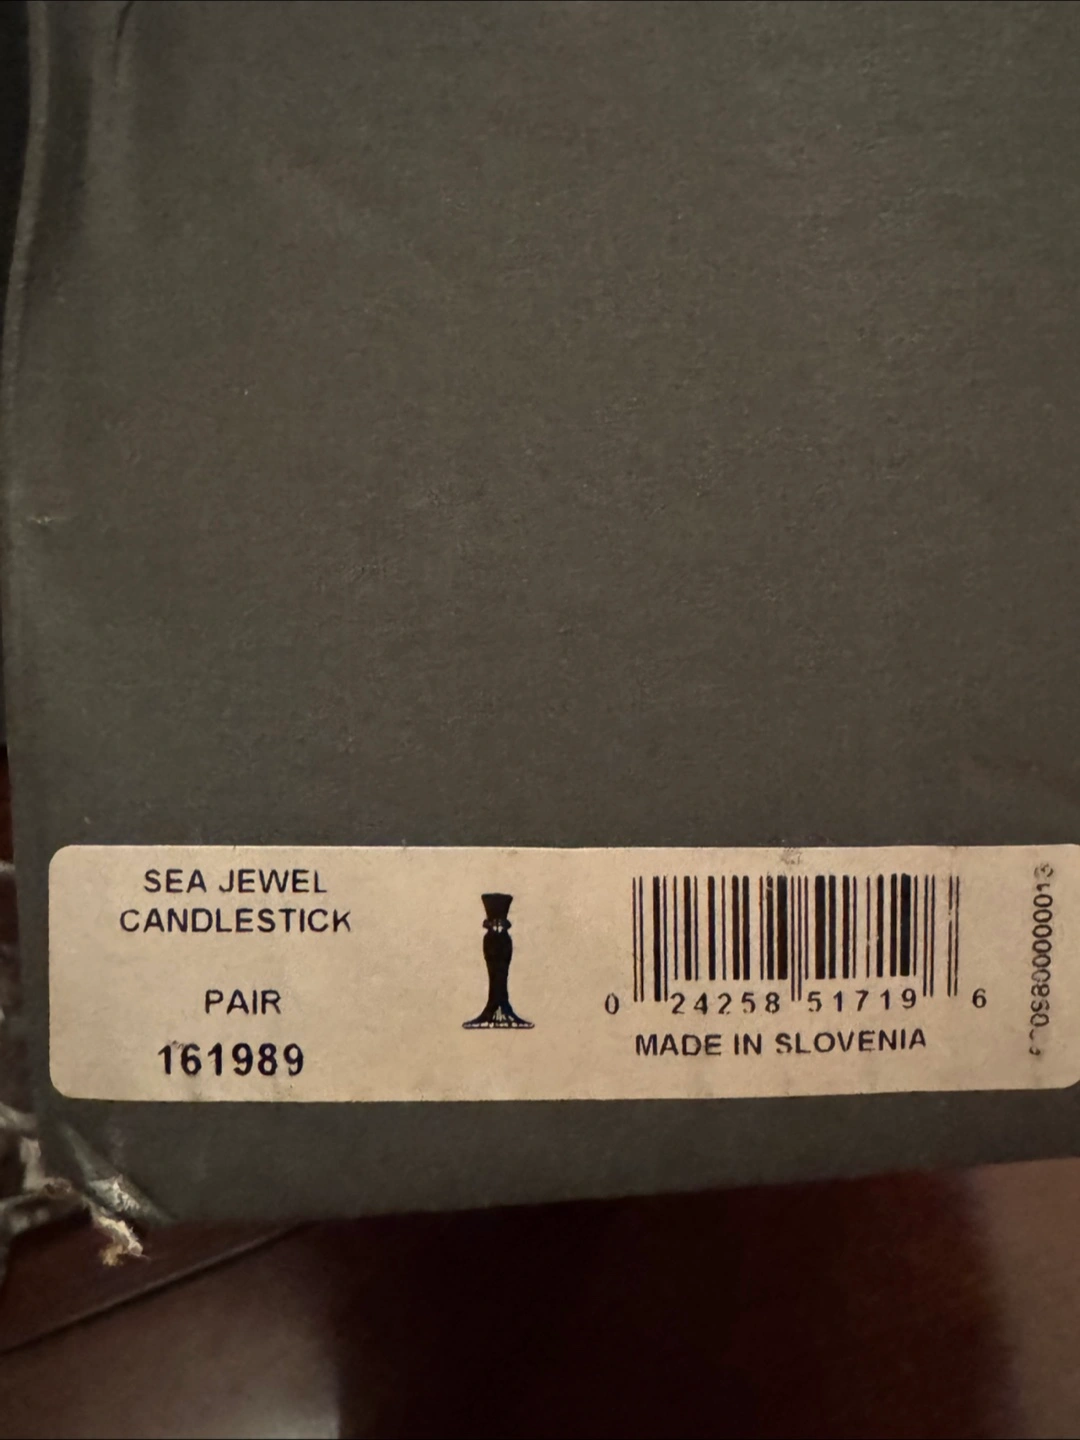 SEA JEWEL
CANDLESTICK
PAIR
161989
0 24258 51719 6
MADE IN SLOVENIA